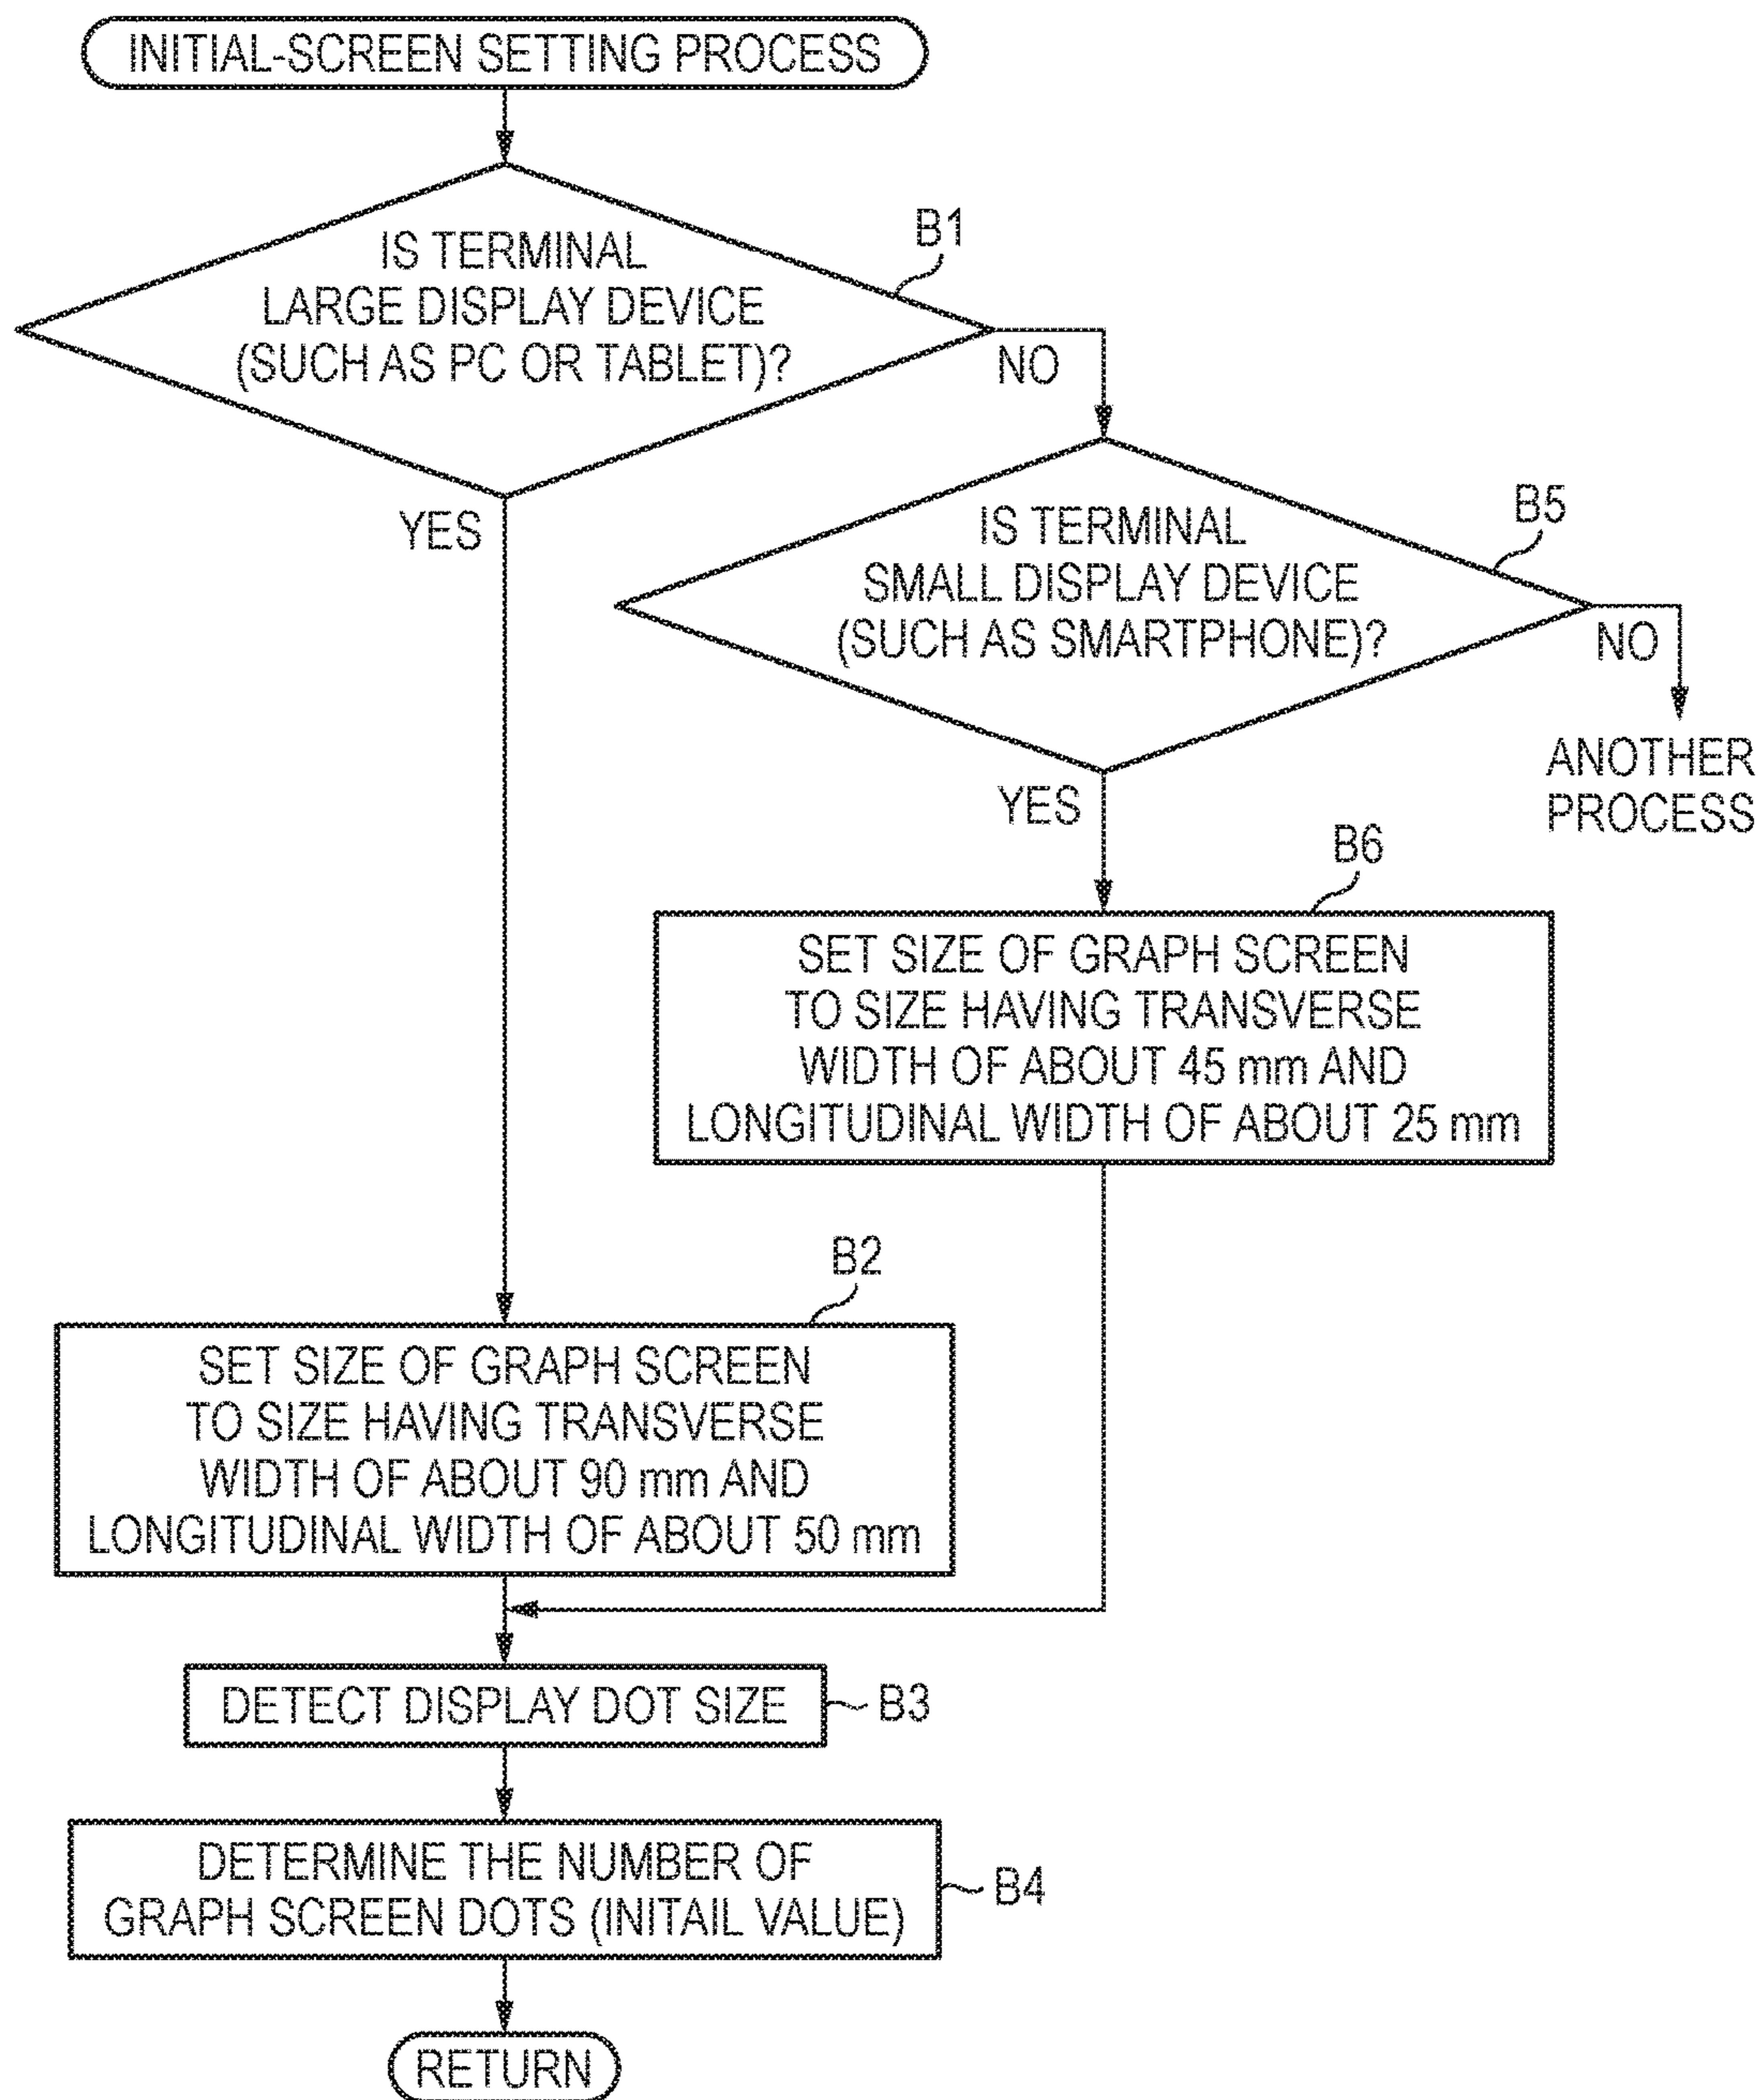 INITIAL-SCREEN SETTING PROCESS
B1
IS TERMINAL
LARGE DISPLAY DEVICE
(SUCH AS PC OR TABLET)?
NO
YES
B5
IS TERMINAL
SMALL DISPLAY DEVICE
(SUCH AS SMARTPHONE)?
NO
ANOTHER
PROCESS
YES
B6
SET SIZE OF GRAPH SCREEN
TO SIZE HAVING TRANSVERSE
WIDTH OF ABOUT 45 mm AND
LONGITUDINAL WIDTH OF ABOUT 25 mm
B2
SET SIZE OF GRAPH SCREEN
TO SIZE HAVING TRANSVERSE
WIDTH OF ABOUT 90 mm AND
LONGITUDINAL WIDTH OF ABOUT 50 mm
DETECT DISPLAY DOT SIZE
B3
DETERMINE THE NUMBER OF
GRAPH SCREEN DOTS (INITAIL VALUE)
B4
RETURN